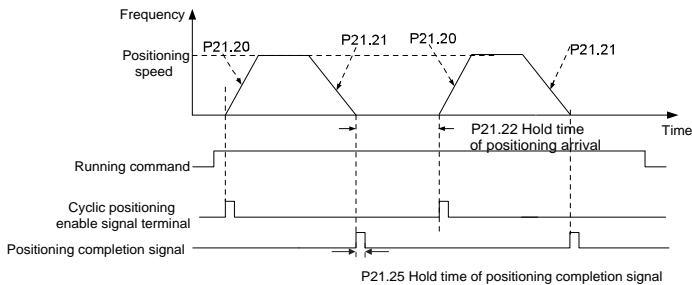 Frequency
P21.20
P21.21
P21.20
P21.21
Positioning
speed
Time
P21.22 Hold time
of positioning arrival
Running command
Cyclic positioning
enable signal terminal
Positioning completion signal
P21.25 Hold time of positioning completion signal